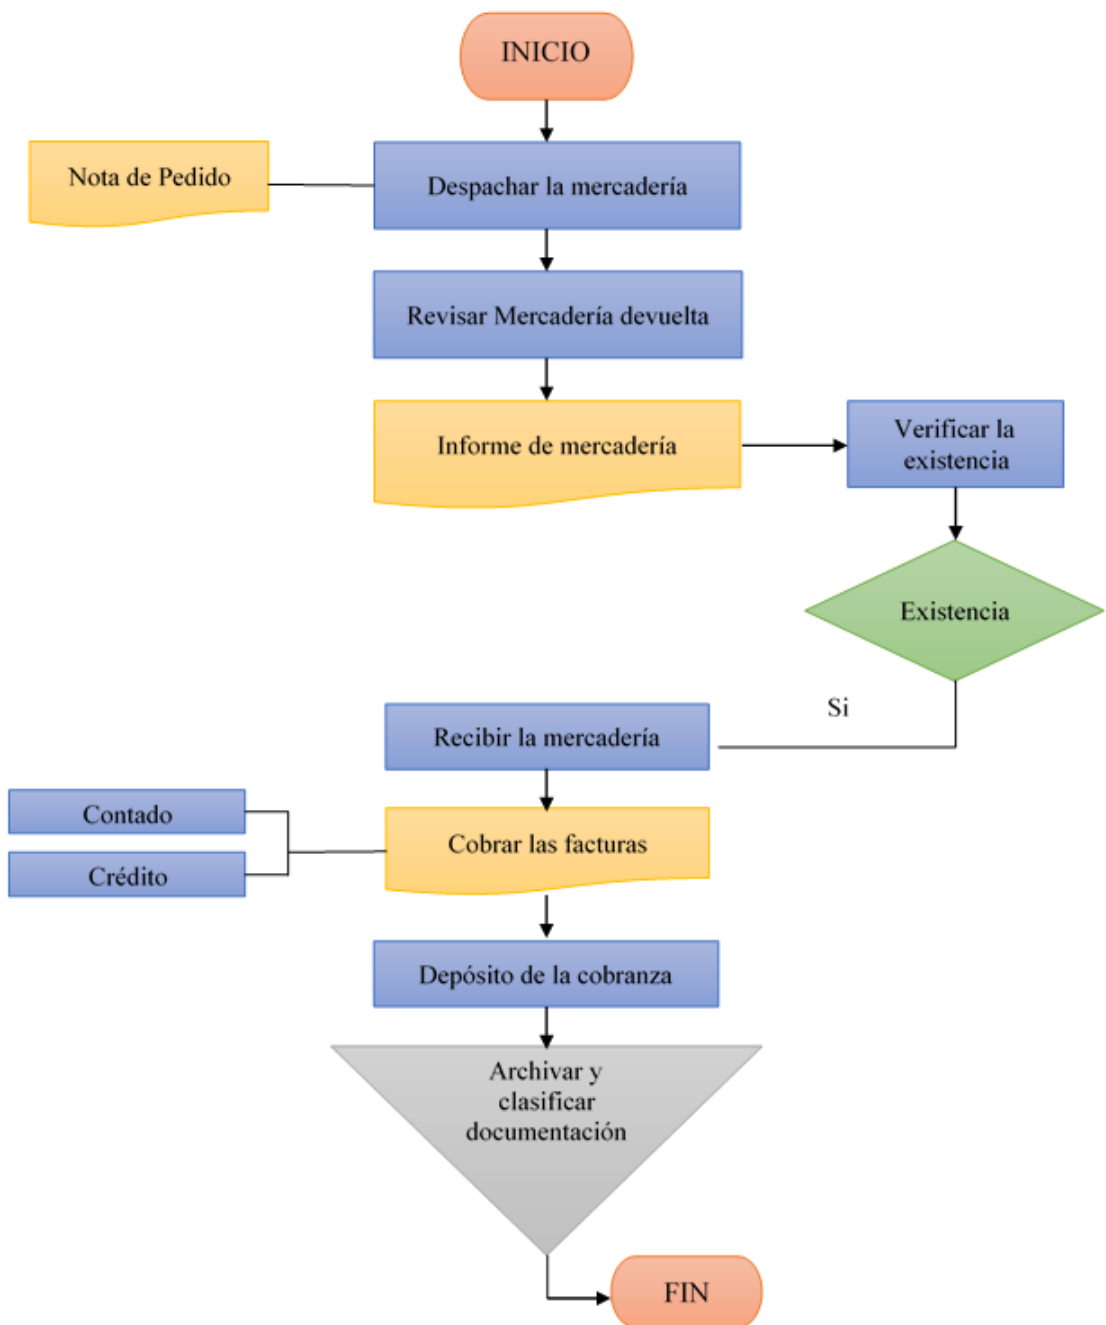 INICIO
Nota de Pedido
Despachar la mercadería
Revisar Mercadería devuelta
Informe de mercadería
Verificar la
existencia
Existencia
Si
Recibir la mercadería
Contado
Cobrar las facturas
Crédito
Depósito de la cobranza
Archivar y
clasificar
documentación
FIN